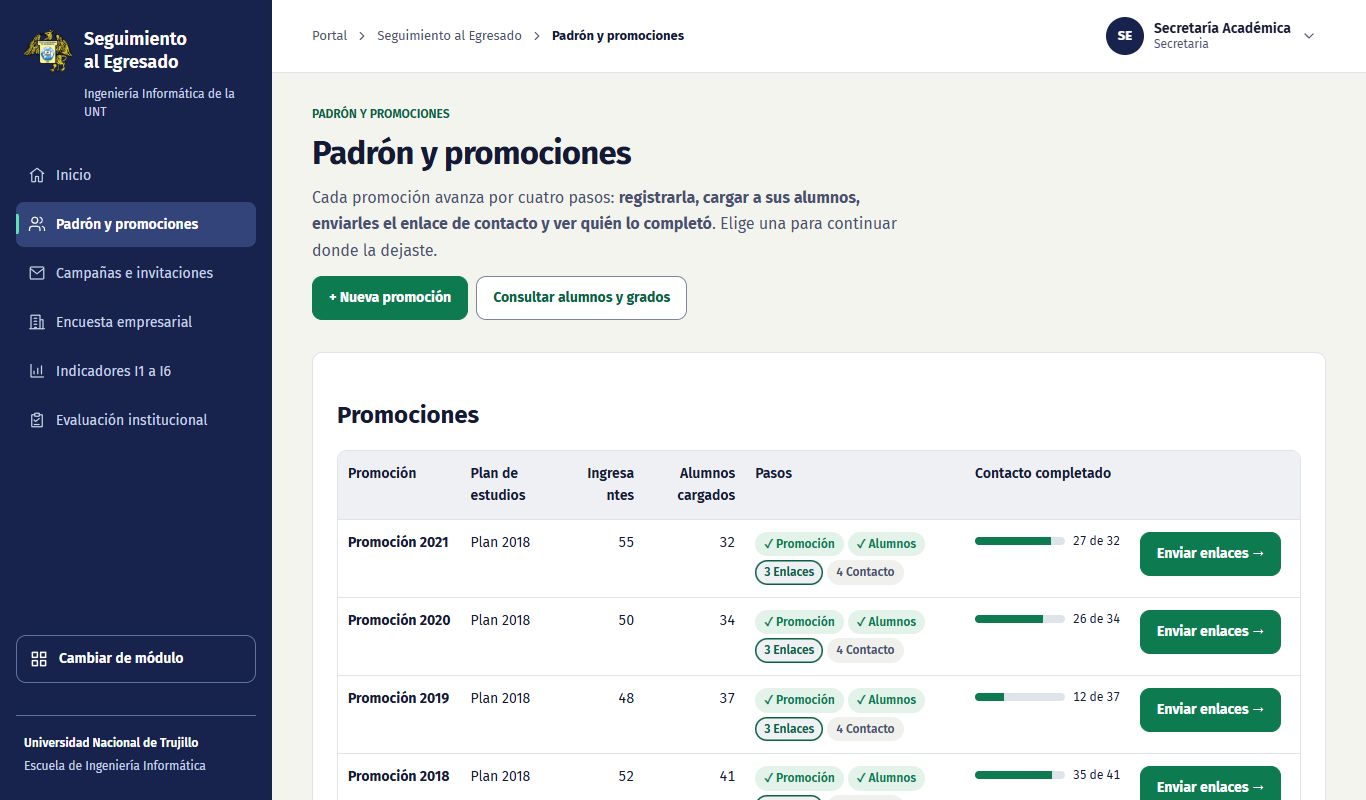 Seguimiento
al Egresado
Ingeniería Informática de la
UNT
Inicio
Padrón y promociones
Campañas e invitaciones
Encuesta empresarial
Indicadores I1 a I6
Evaluación institucional
Cambiar de módulo
Universidad Nacional de Trujillo
Escuela de Ingeniería Informática
Portal > Seguimiento al Egresado > Padrón y promociones
SE
Secretaría Académica
Secretaria
PADRÓN Y PROMOCIONES
Padrón y promociones
Cada promoción avanza por cuatro pasos: registrarla, cargar a sus alumnos,
enviarles el enlace de contacto y ver quién lo completó. Elige una para continuar
donde la dejaste.
+ Nueva promoción
Consultar alumnos y grados
Promociones
Promoción Plan de Ingresa Alumnos Pasos Contacto completado
estudios ntes cargados
Promoción 2021 Plan 2018 55 32 ✓ Promoción ✓ Alumnos 27 de 32 Enviar enlaces →
3 Enlaces 4 Contacto
Promoción 2020 Plan 2018 50 34 ✓ Promoción ✓ Alumnos 26 de 34 Enviar enlaces →
3 Enlaces 4 Contacto
Promoción 2019 Plan 2018 48 37 ✓ Promoción ✓ Alumnos 12 de 37 Enviar enlaces →
3 Enlaces 4 Contacto
Promoción 2018 Plan 2018 52 41 ✓ Promoción ✓ Alumnos 35 de 41 Enviar enlaces →